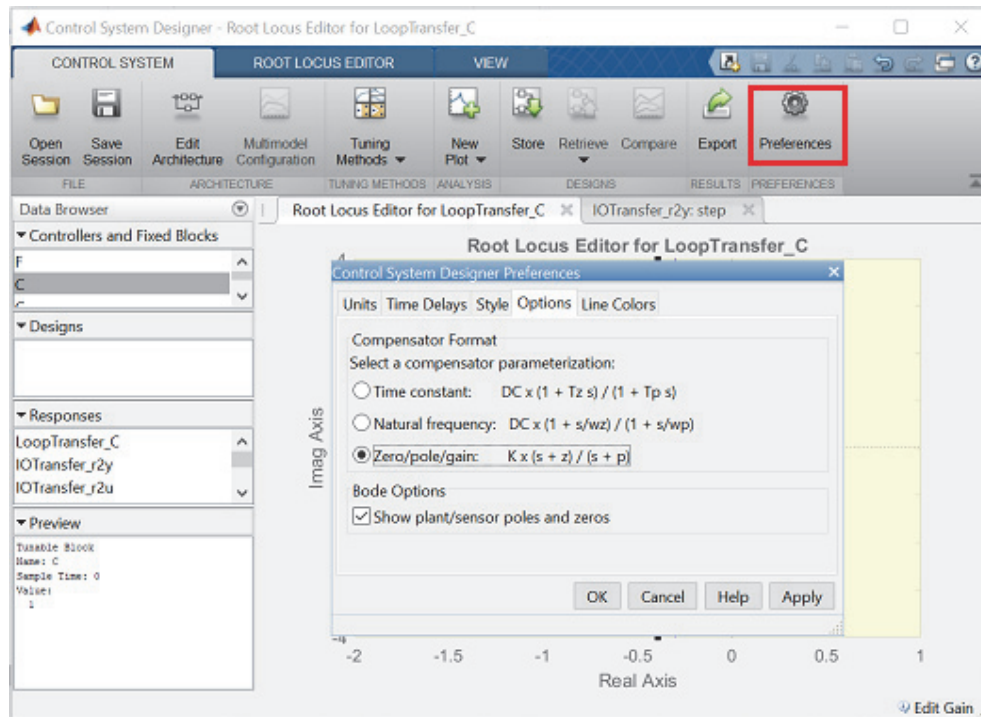 Control System Designer - Root Locus Editor for LoopTransfer_C
CONTROL SYSTEM ROOT LOCUS EDITOR VIEW
Open Session Save Session Edit Architecture Multimodel Configuration Tuning Methods New Plot Store Retrieve Compare Export Preferences
FILE ARCHITECTURE TUNING METHODS ANALYSIS DESIGNS RESULTS PREFERENCES
Data Browser
Root Locus Editor for LoopTransfer_C IOTransfer_r2y: step
Controllers and Fixed Blocks
F
C
Designs
Responses
LoopTransfer_C
IOTransfer_r2y
IOTransfer_r2u
Preview
Tunable Block
Name: C
Sample Time: 0
Value:
1
Root Locus Editor for LoopTransfer_C
4
Control System Designer Preferences
Units Time Delays Style Options Line Colors
Compensator Format
Select a compensator parameterization:
Time constant: DC x (1 + Tz s) / (1 + Tp s)
Natural frequency: DC x (1 + s/wz) / (1 + s/wp)
Zero/pole/gain: K x (s + z) / (s + p)
Bode Options
Show plant/sensor poles and zeros
OK Cancel Help Apply
Imag Axis
-4
-2 -1.5 -1 -0.5 0 0.5 1
Real Axis
Edit Gain